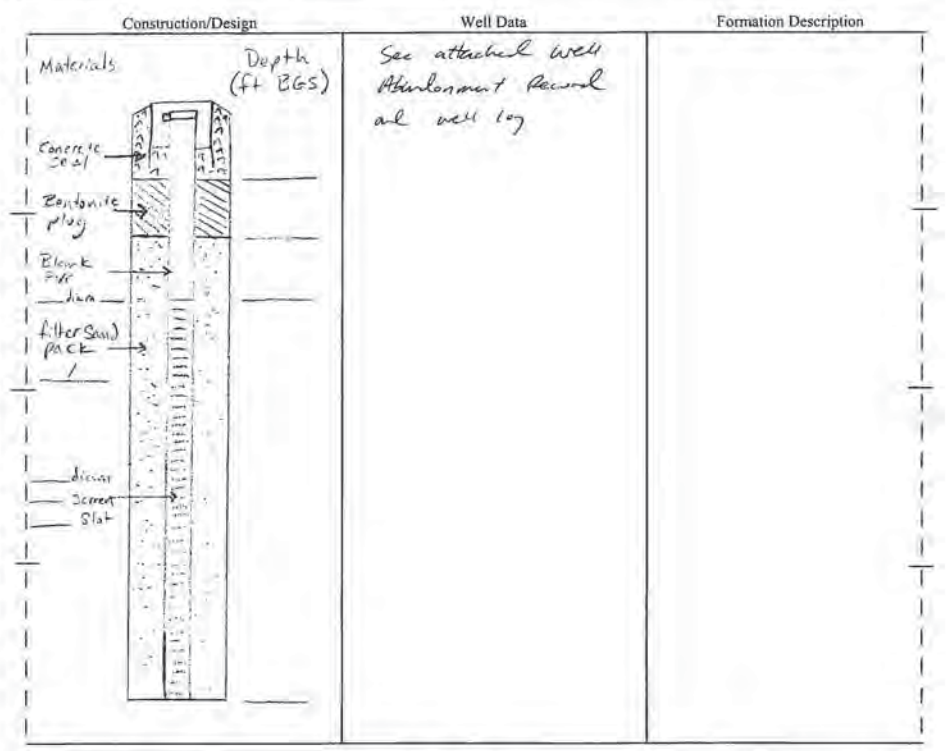 Construction/Design
Well Data
Formation Description
Materials
Depth
(ft BGS)
Concrete
Seal
Bentonite
plug
Blank
PVC
diam
filter Sand
pack
/
diam
Screen
Slot
See attached well
Abandonment Record
and well log